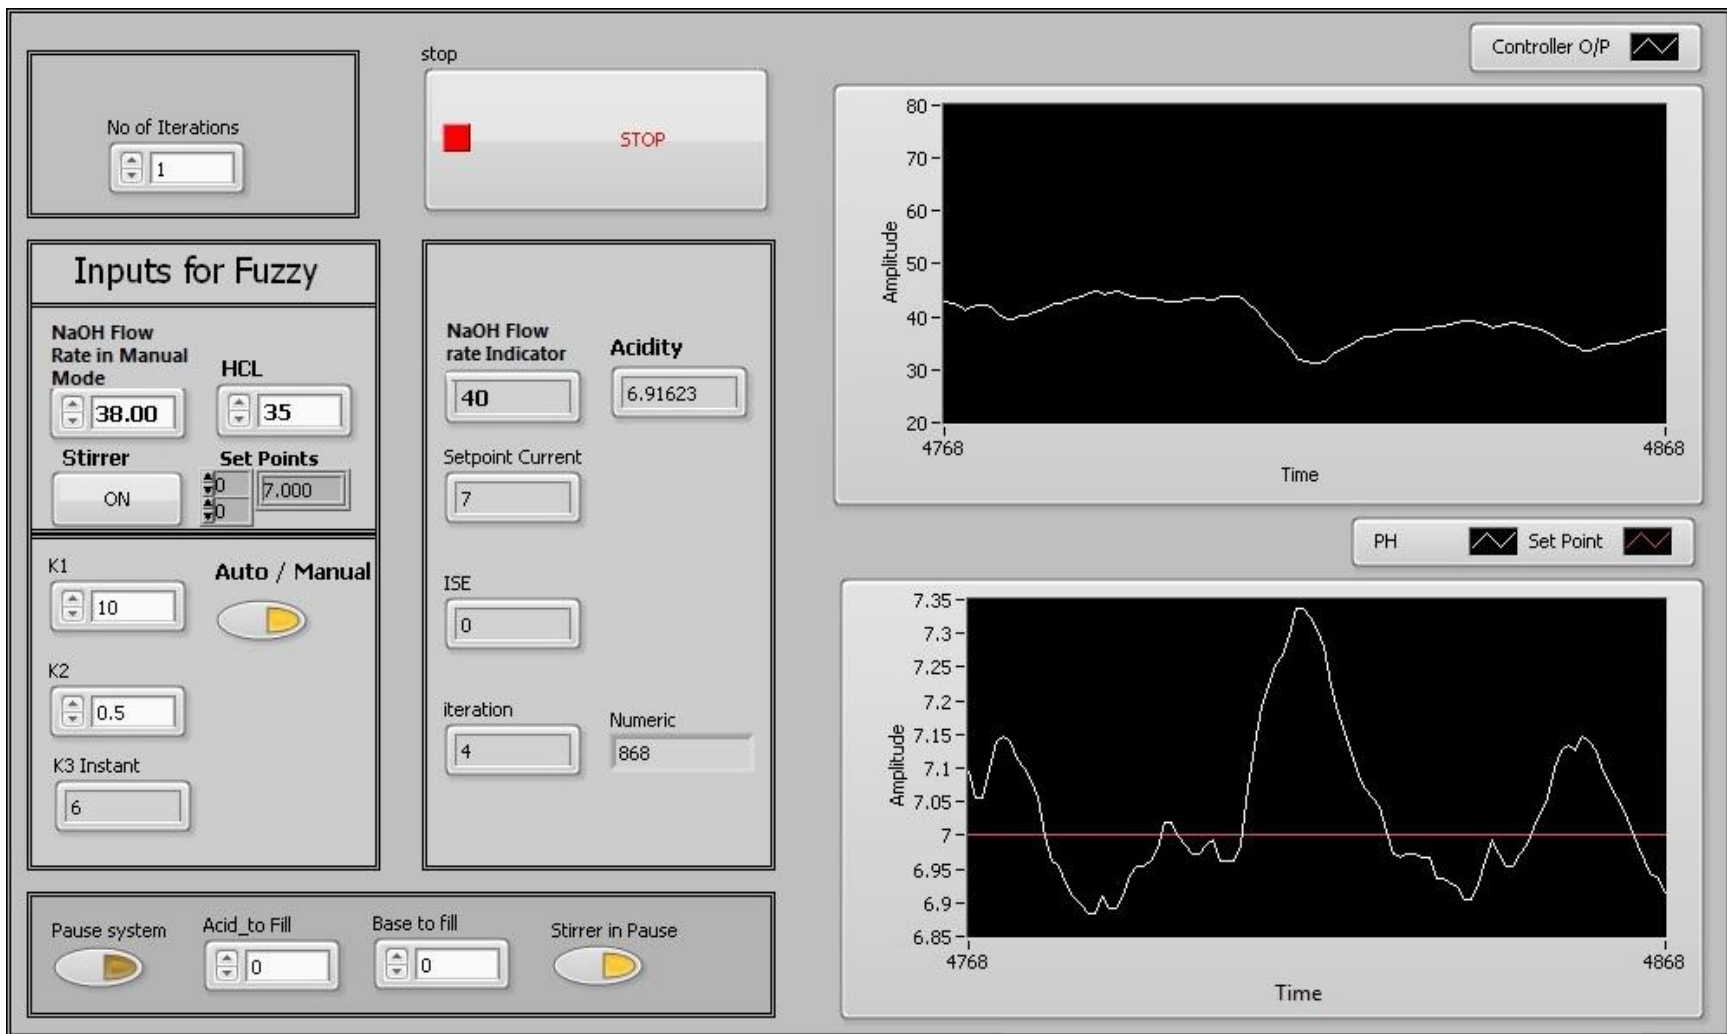 No of Iterations
1
stop
STOP
Inputs for Fuzzy
NaOH Flow
Rate in Manual
Mode
38.00
HCL
35
Stirrer
ON
Set Points
0
0
7.000
K1
10
Auto / Manual
K2
0.5
K3 Instant
6
NaOH Flow
rate Indicator
40
Acidity
6.91623
Setpoint Current
7
ISE
0
iteration
4
Numeric
868
Pause system
Acid_to Fill
0
Base to fill
0
Stirrer in Pause
Controller O/P
Amplitude
80
70
60
50
40
30
20
4768
4868
Time
PH
Set Point
Amplitude
7.35
7.3
7.25
7.2
7.15
7.1
7.05
7
6.95
6.9
6.85
4768
4868
Time